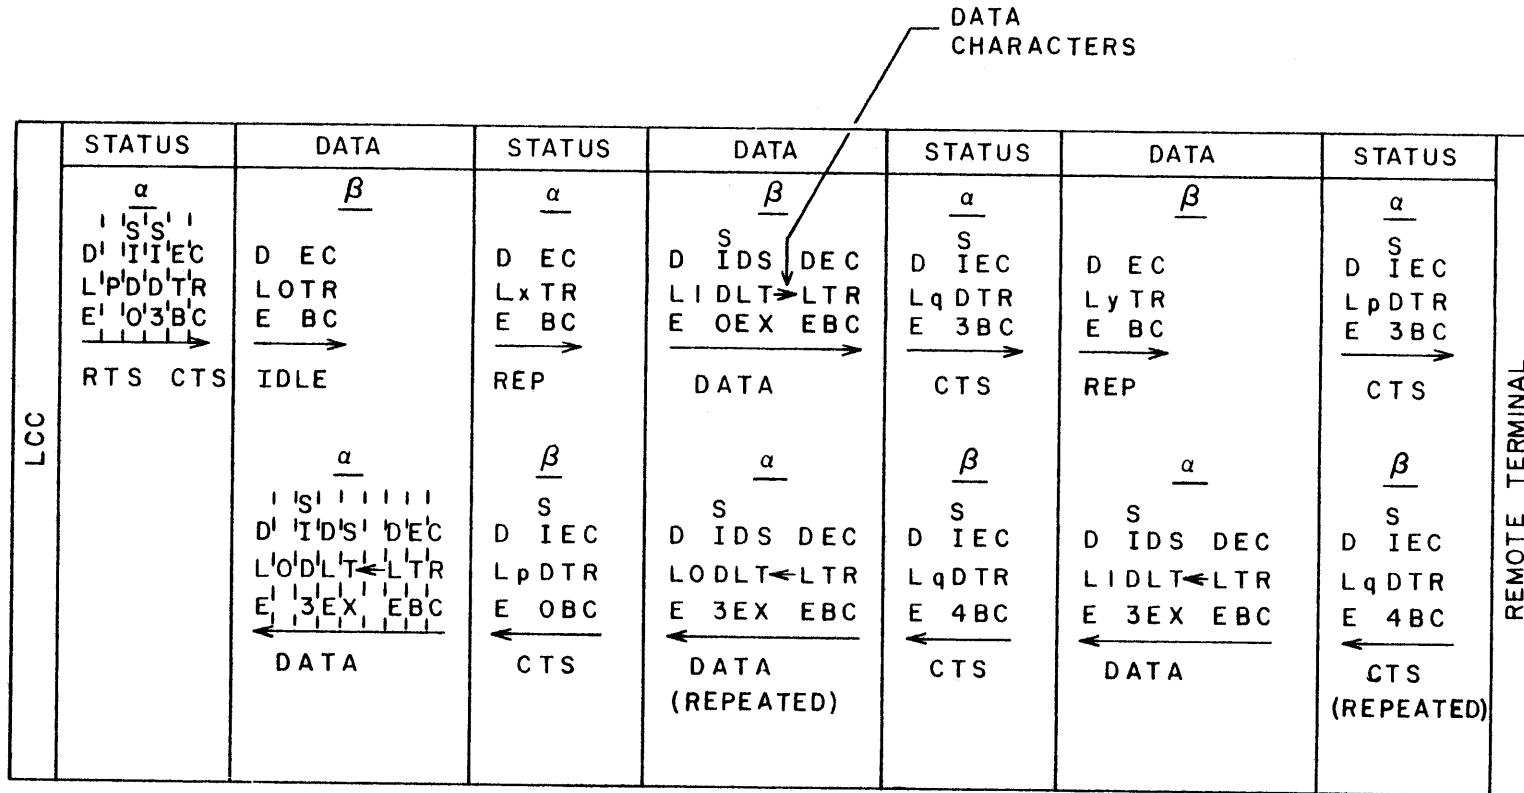 DATA
CHARACTERS
LCC
STATUS DATA STATUS DATA STATUS DATA STATUS
α β α β α β α
S S
D I I E C
L P D D T R
E 0 3 B C
RTS CTS
D EC
LOTR
E BC
IDLE
D EC
LxTR
E BC
REP
S
D IDS DEC
LIDLT→LTR
E 0EX EBC
DATA
S
D IEC
LqDTR
E 3BC
CTS
D EC
LyTR
E BC
REP
S
D IEC
LpDTR
E 3BC
CTS
α β α β α β
S
D IDS DEC
LODLT←LTR
E 3EX EBC
DATA
S
D IEC
LpDTR
E 0BC
CTS
S
D IDS DEC
LODLT←LTR
E 3EX EBC
DATA
(REPEATED)
S
D IEC
LqDTR
E 4BC
CTS
S
D IDS DEC
LIDLT←LTR
E 3EX EBC
DATA
S
D IEC
LqDTR
E 4BC
CTS
(REPEATED)
REMOTE TERMINAL